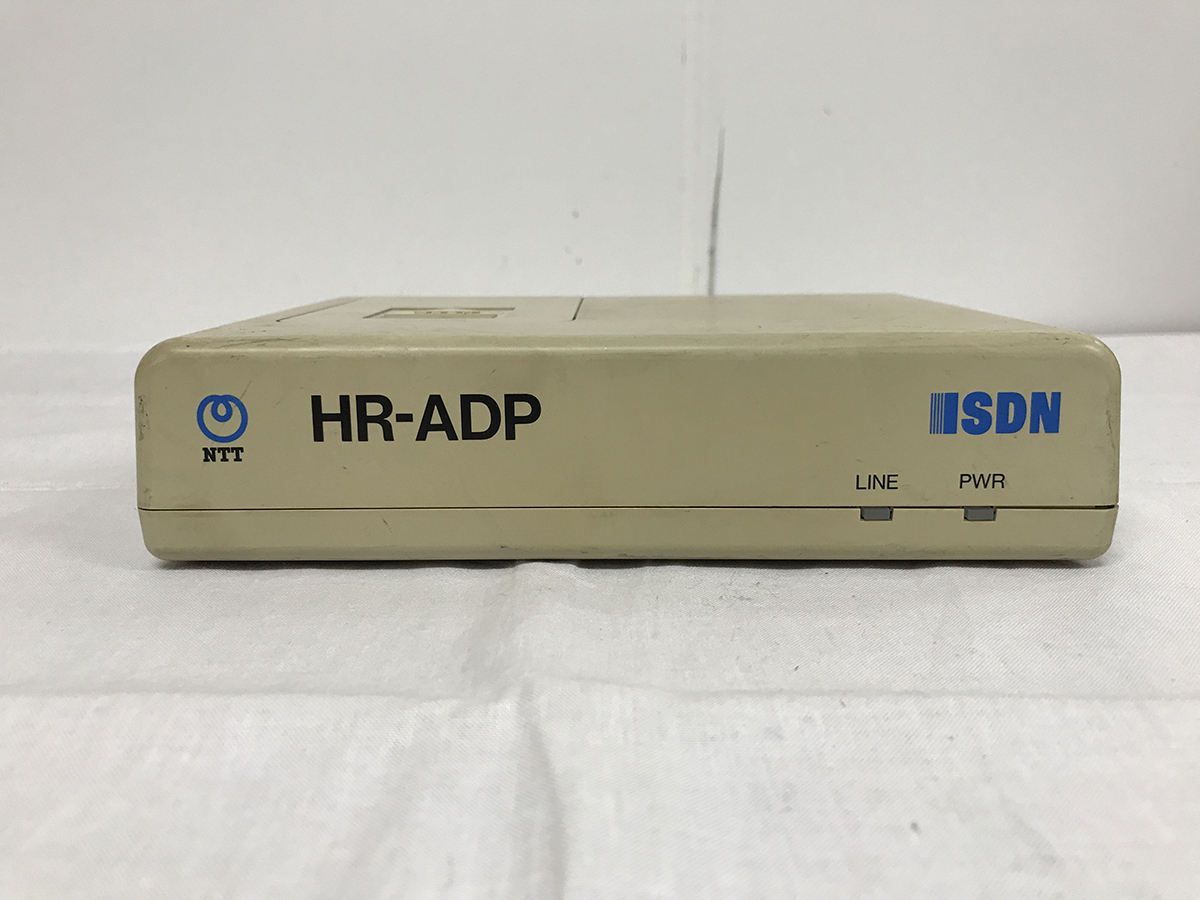 NTT
HR-ADP
ISDN
LINE
PWR